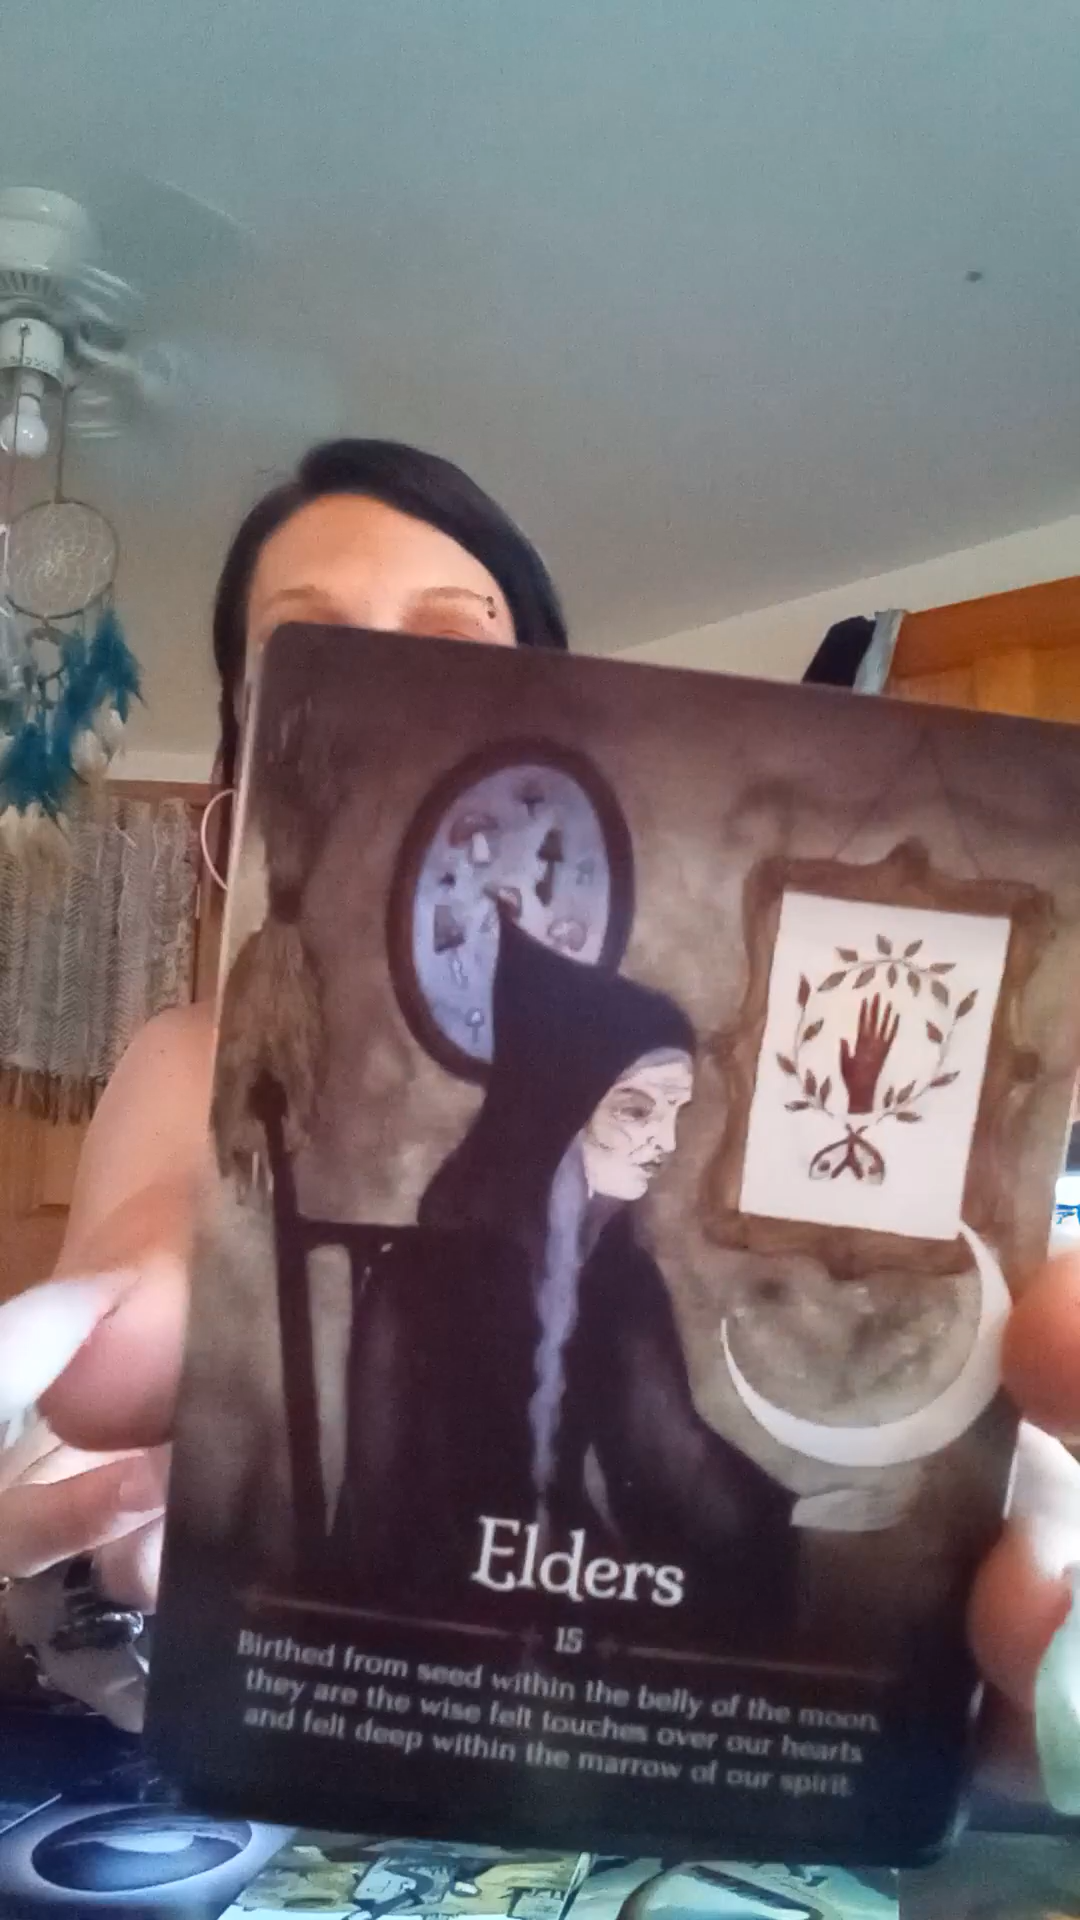 Elders
15
Birthed from seed within the belly of the moon,
they are the wise felt touches over our hearts
and felt deep within the marrow of our spirit.